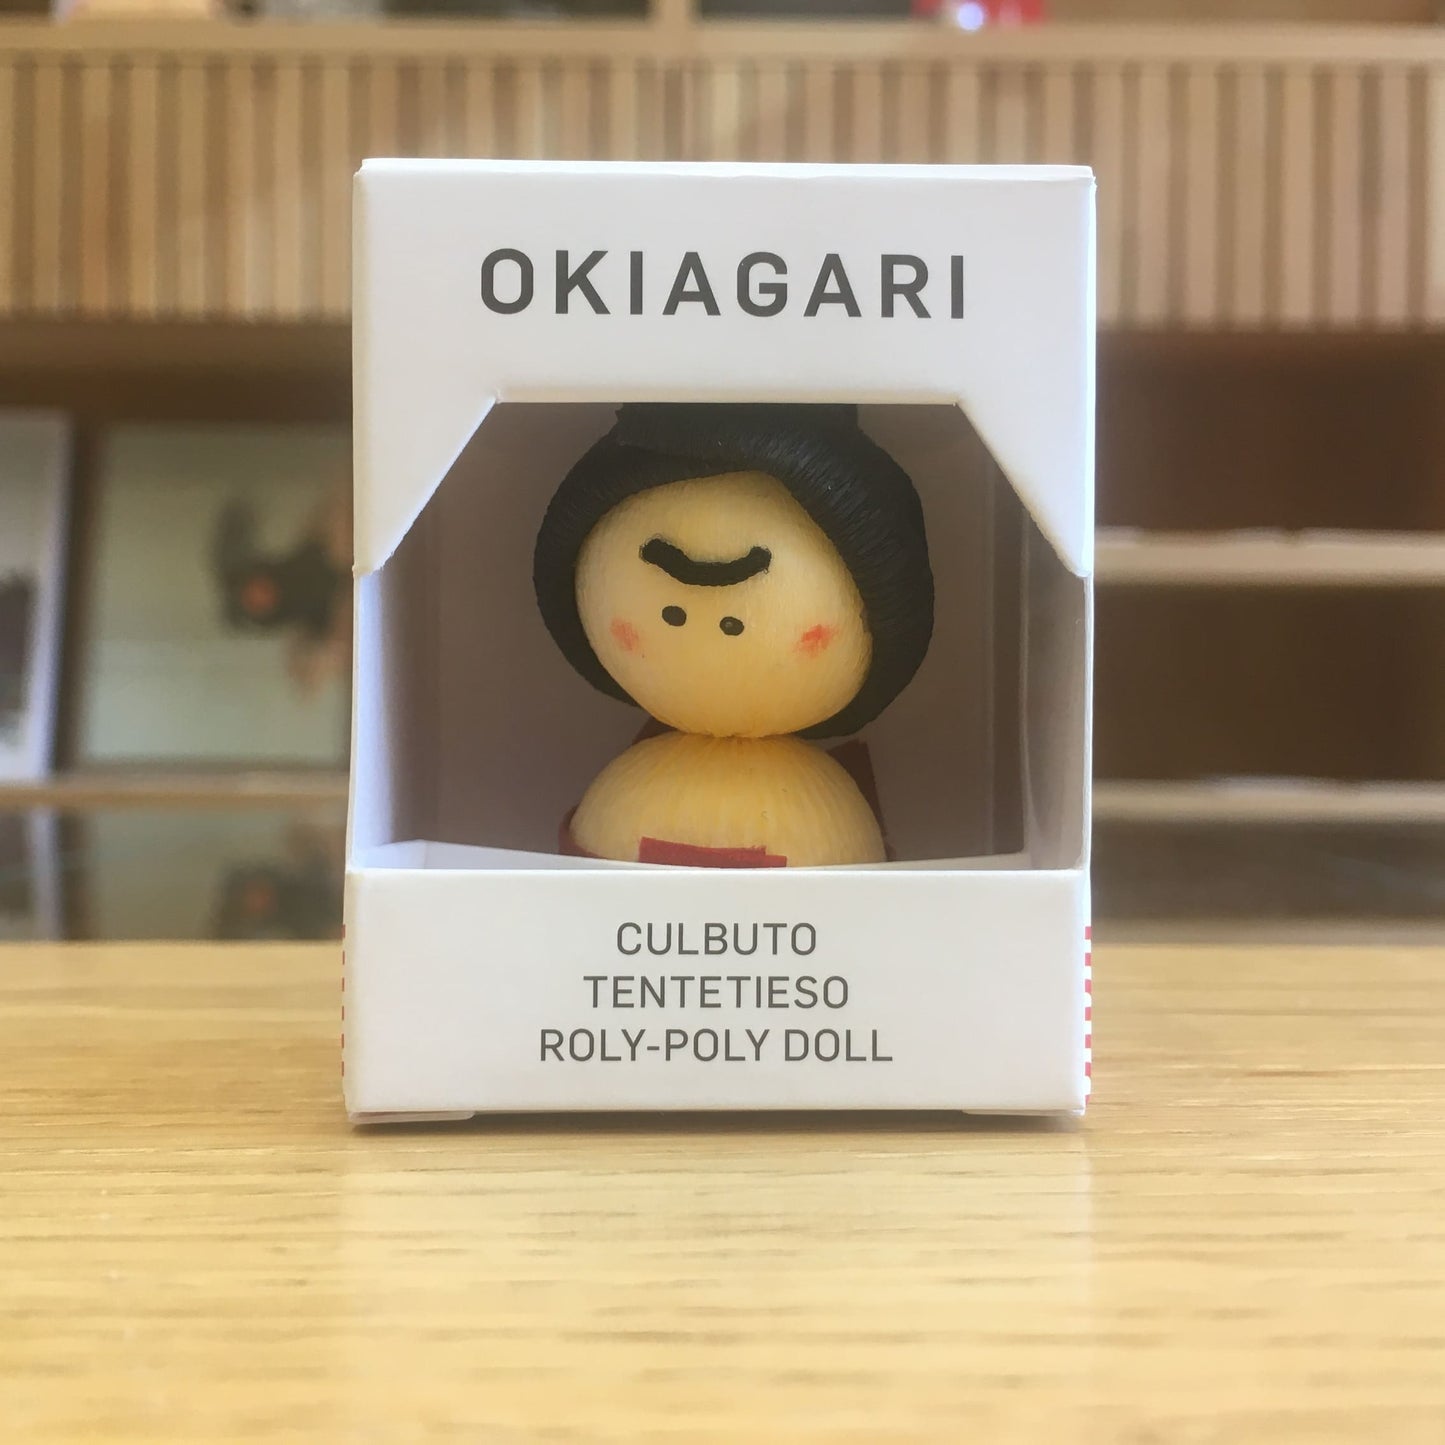 OKIAGARI
CULBUTO
TENTETIESO
ROLY-POLY DOLL